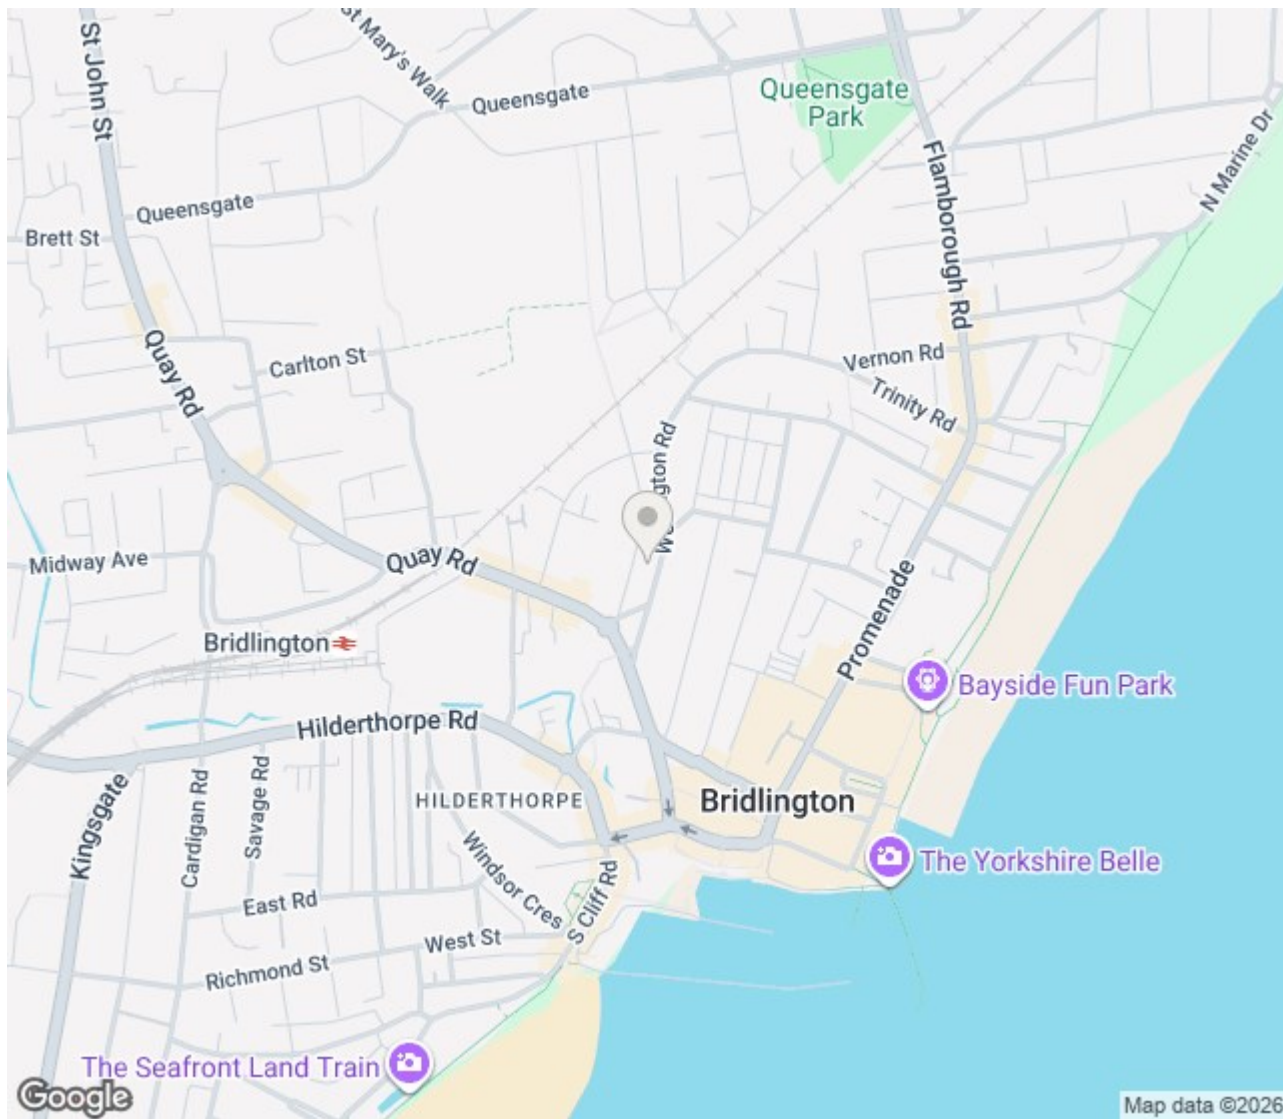 St John St
St Mary's Walk
Queensgate
Queensgate
Park
Flamborough Rd
N Marine Dr
Queensgate
Brett St
Quay Rd
Carlton St
Vernon Rd
Trinity Rd
Midway Ave
Quay Rd
Promenade
Bridlington
Bayside Fun Park
Hilderthorpe Rd
Kingsgate
Cardigan Rd
Savage Rd
HILDERTHORPE
Bridlington
Windsor Cres
S Cliff Rd
The Yorkshire Belle
East Rd
West St
Richmond St
The Seafront Land Train
Google
Map data ©2026